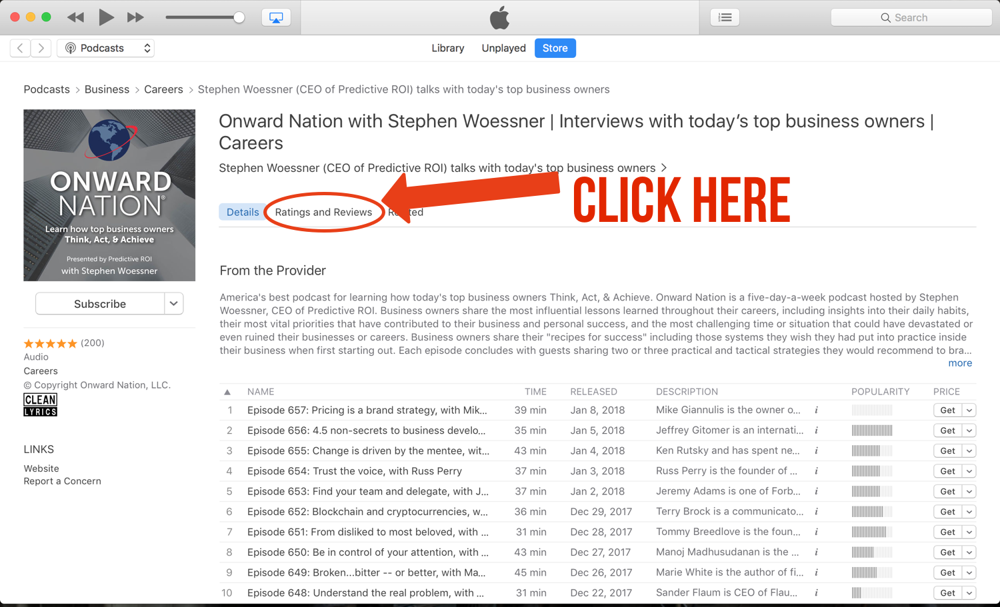 Search
Podcasts
Library Unplayed Store
Podcasts > Business > Careers > Stephen Woessner (CEO of Predictive ROI) talks with today's top business owners
ONWARD
NATION®
Learn how top business owners
Think, Act, & Achieve
Presented by Predictive ROI
with Stephen Woessner
Subscribe
(200)
Audio
Careers
© Copyright Onward Nation, LLC.
CLEAN
LYRICS
LINKS
Website
Report a Concern
Onward Nation with Stephen Woessner | Interviews with today’s top business owners |
Careers
Stephen Woessner (CEO of Predictive ROI) talks with today's top business owners >
CLICK HERE
Details Ratings and Reviews
From the Provider
America's best podcast for learning how today's top business owners Think, Act, & Achieve. Onward Nation is a five-day-a-week podcast hosted by Stephen
Woessner, CEO of Predictive ROI. Business owners share the most influential lessons learned throughout their careers, including insights into their daily habits,
their most vital priorities that have contributed to their business and personal success, and the most challenging time or situation that could have devastated or
even ruined their businesses or careers. Business owners share their "recipes for success" including those systems they wish they had put into practice inside
their business when first starting out. Each episode concludes with guests sharing two or three practical and tactical strategies they would recommend to bra...
more
▲ NAME TIME RELEASED DESCRIPTION POPULARITY PRICE
1 Episode 657: Pricing is a brand strategy, with Mik... 39 min Jan 8, 2018 Mike Giannulis is the owner o... i Get
2 Episode 656: 4.5 non-secrets to business develo... 35 min Jan 5, 2018 Jeffrey Gitomer is an internati... i Get
3 Episode 655: Change is driven by the mentee, wit... 43 min Jan 4, 2018 Ken Rutsky and has spent ne... i Get
4 Episode 654: Trust the voice, with Russ Perry 37 min Jan 3, 2018 Russ Perry is the founder of ... i Get
5 Episode 653: Find your team and delegate, with J... 37 min Jan 2, 2018 Jeremy Adams is one of Forb... i Get
6 Episode 652: Blockchain and cryptocurrencies, w... 36 min Dec 29, 2017 Terry Brock is a communicato... i Get
7 Episode 651: From disliked to most beloved, with ... 31 min Dec 28, 2017 Tommy Breedlove is the foun... i Get
8 Episode 650: Be in control of your attention, with ... 43 min Dec 27, 2017 Manoj Madhusudanan is the ... i Get
9 Episode 649: Broken...bitter -- or better, with Ma... 45 min Dec 26, 2017 Marie White is the author of fi... i Get
10 Episode 648: Understand the real problem, with ... 31 min Dec 22, 2017 Sander Flaum is CEO of Flau... i Get